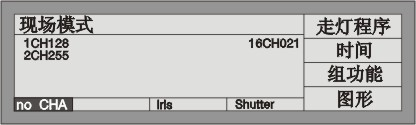 现场模式
1CH128 16CH021
2CH255
no CHA Iris Shutter
走灯程序
时间
组功能
图形